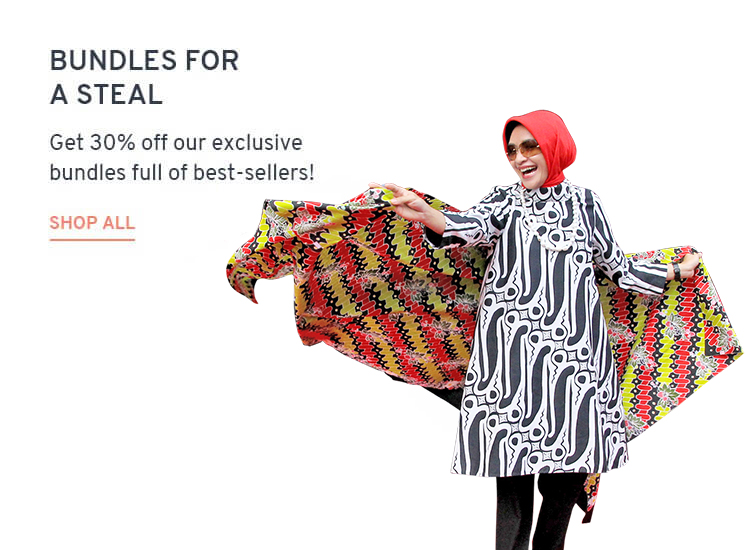 BUNDLES FOR
A STEAL
Get 30% off our exclusive
bundles full of best-sellers!
SHOP ALL